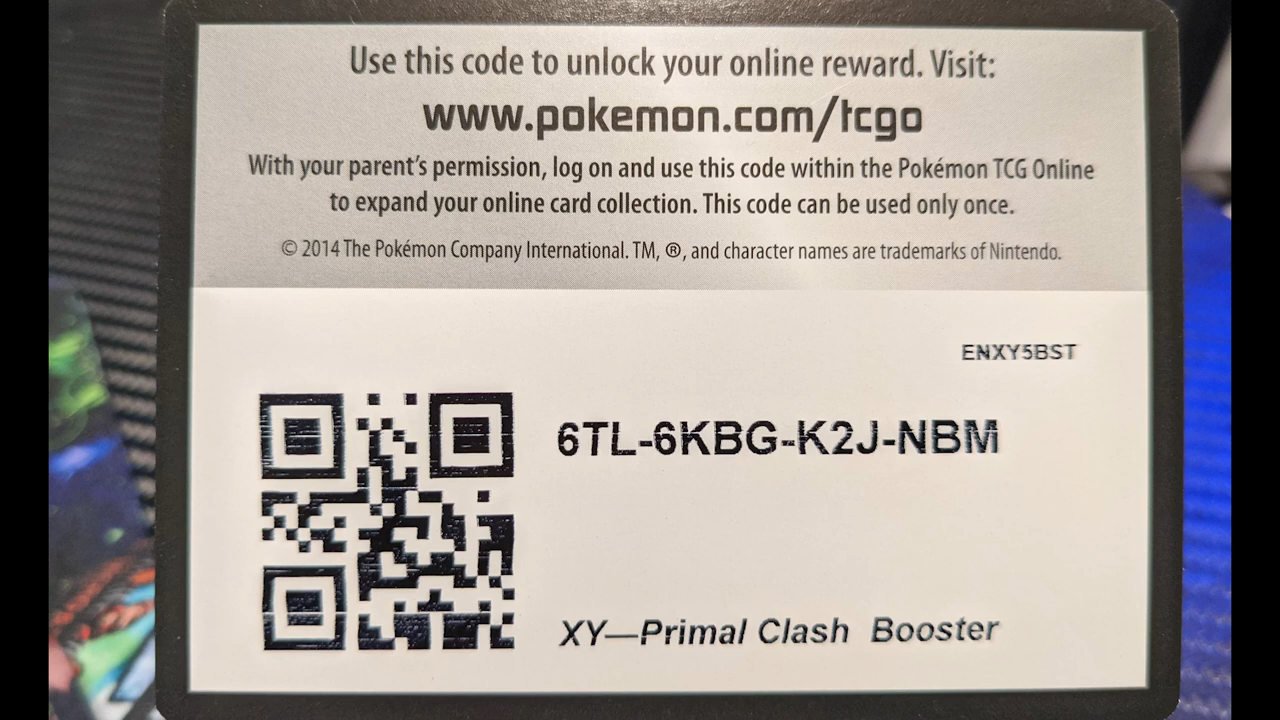 Use this code to unlock your online reward. Visit:
www.pokemon.com/tcgo
With your parent's permission, log on and use this code within the Pokémon TCG Online
to expand your online card collection. This code can be used only once.
© 2014 The Pokémon Company International. TM, ®, and character names are trademarks of Nintendo.
ENXY5BST
6TL-6KBG-K2J-NBM
XY—Primal Clash Booster